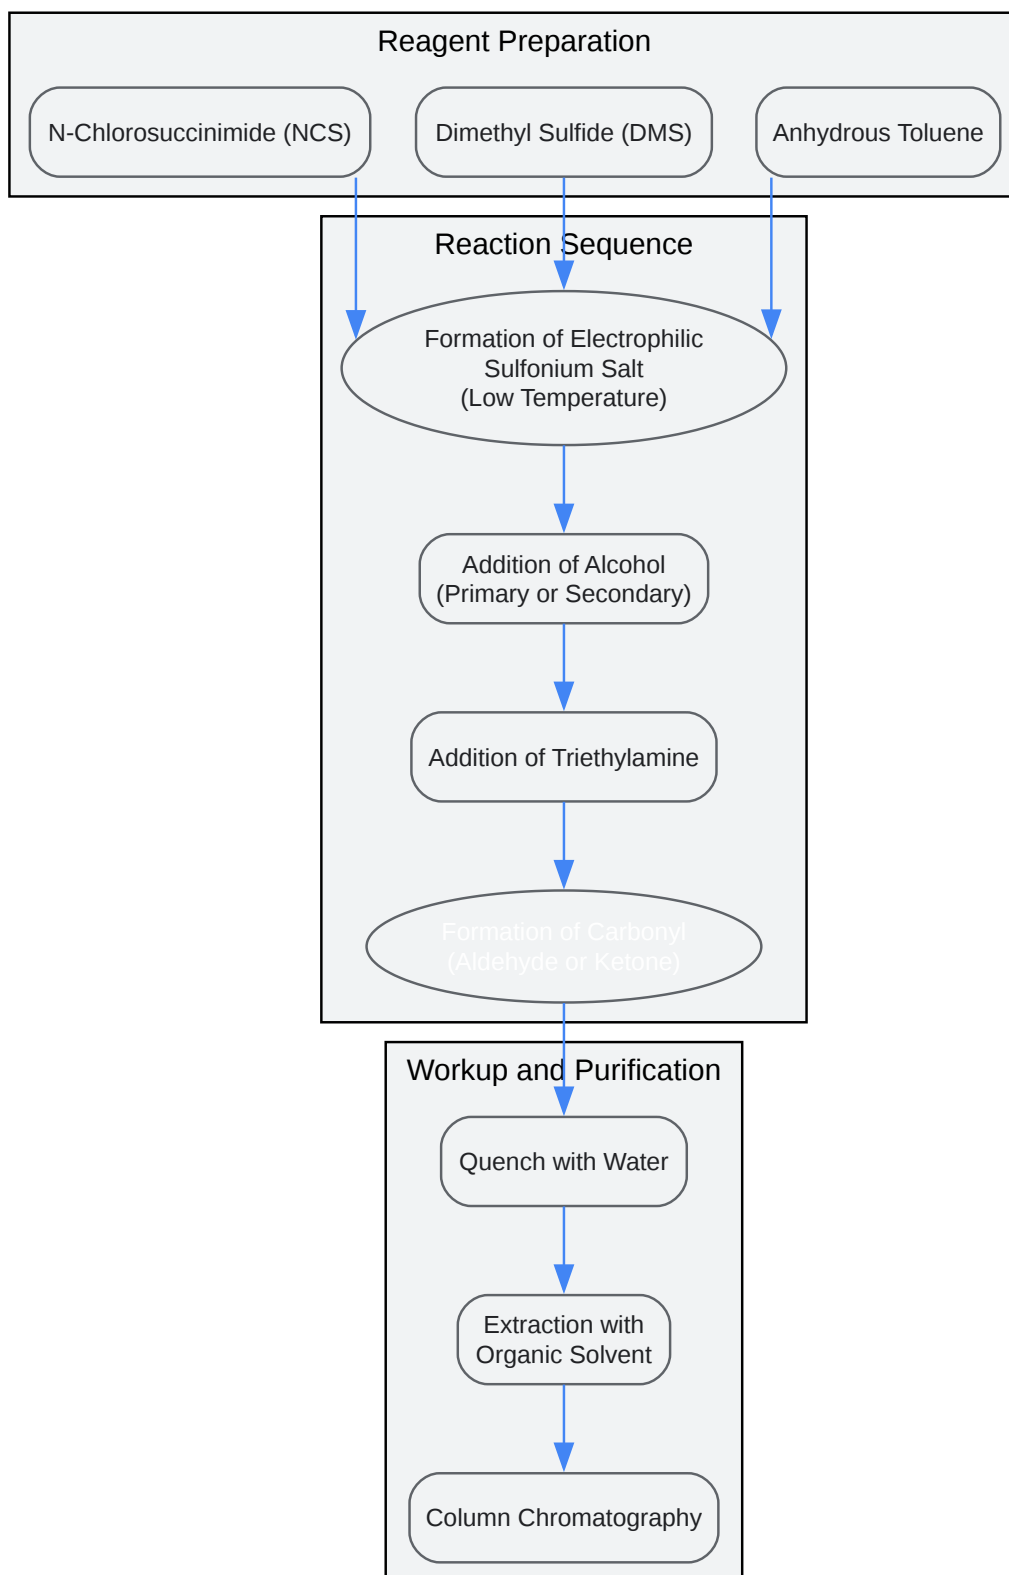 Reagent Preparation
N-Chlorosuccinimide (NCS)
Dimethyl Sulfide (DMS)
Anhydrous Toluene
Reaction Sequence
Formation of Electrophilic
Sulfonium Salt
(Low Temperature)
Addition of Alcohol
(Primary or Secondary)
Addition of Triethylamine
Formation of Carbonyl
(Aldehyde or Ketone)
Workup and Purification
Quench with Water
Extraction with
Organic Solvent
Column Chromatography